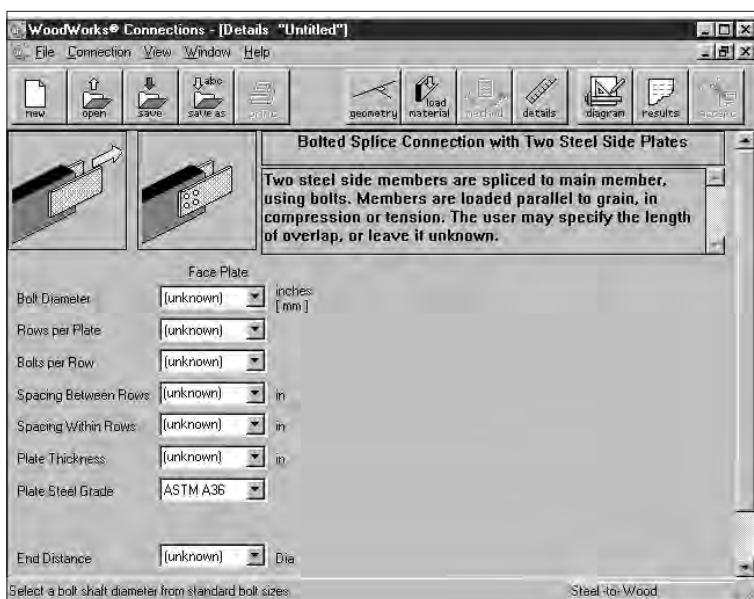 WoodWorks® Connections - [Details "Untitled"]
File Connection View Window Help
new open save abc save as geometry load material method details diagram results
Bolted Splice Connection with Two Steel Side Plates
Two steel side members are spliced to main member,
using bolts. Members are loaded parallel to grain, in
compression or tension. The user may specify the length
of overlap, or leave if unknown.
Face Plate
Bolt Diameter (unknown) inches
[mm]
Rows per Plate (unknown)
Bolts per Row (unknown)
Spacing Between Rows (unknown) in
Spacing Within Rows (unknown) in
Plate Thickness (unknown) in
Plate Steel Grade ASTM A36
End Distance (unknown) Dia
Select a bolt shaft diameter from standard bolt sizes Steel-to-Wood